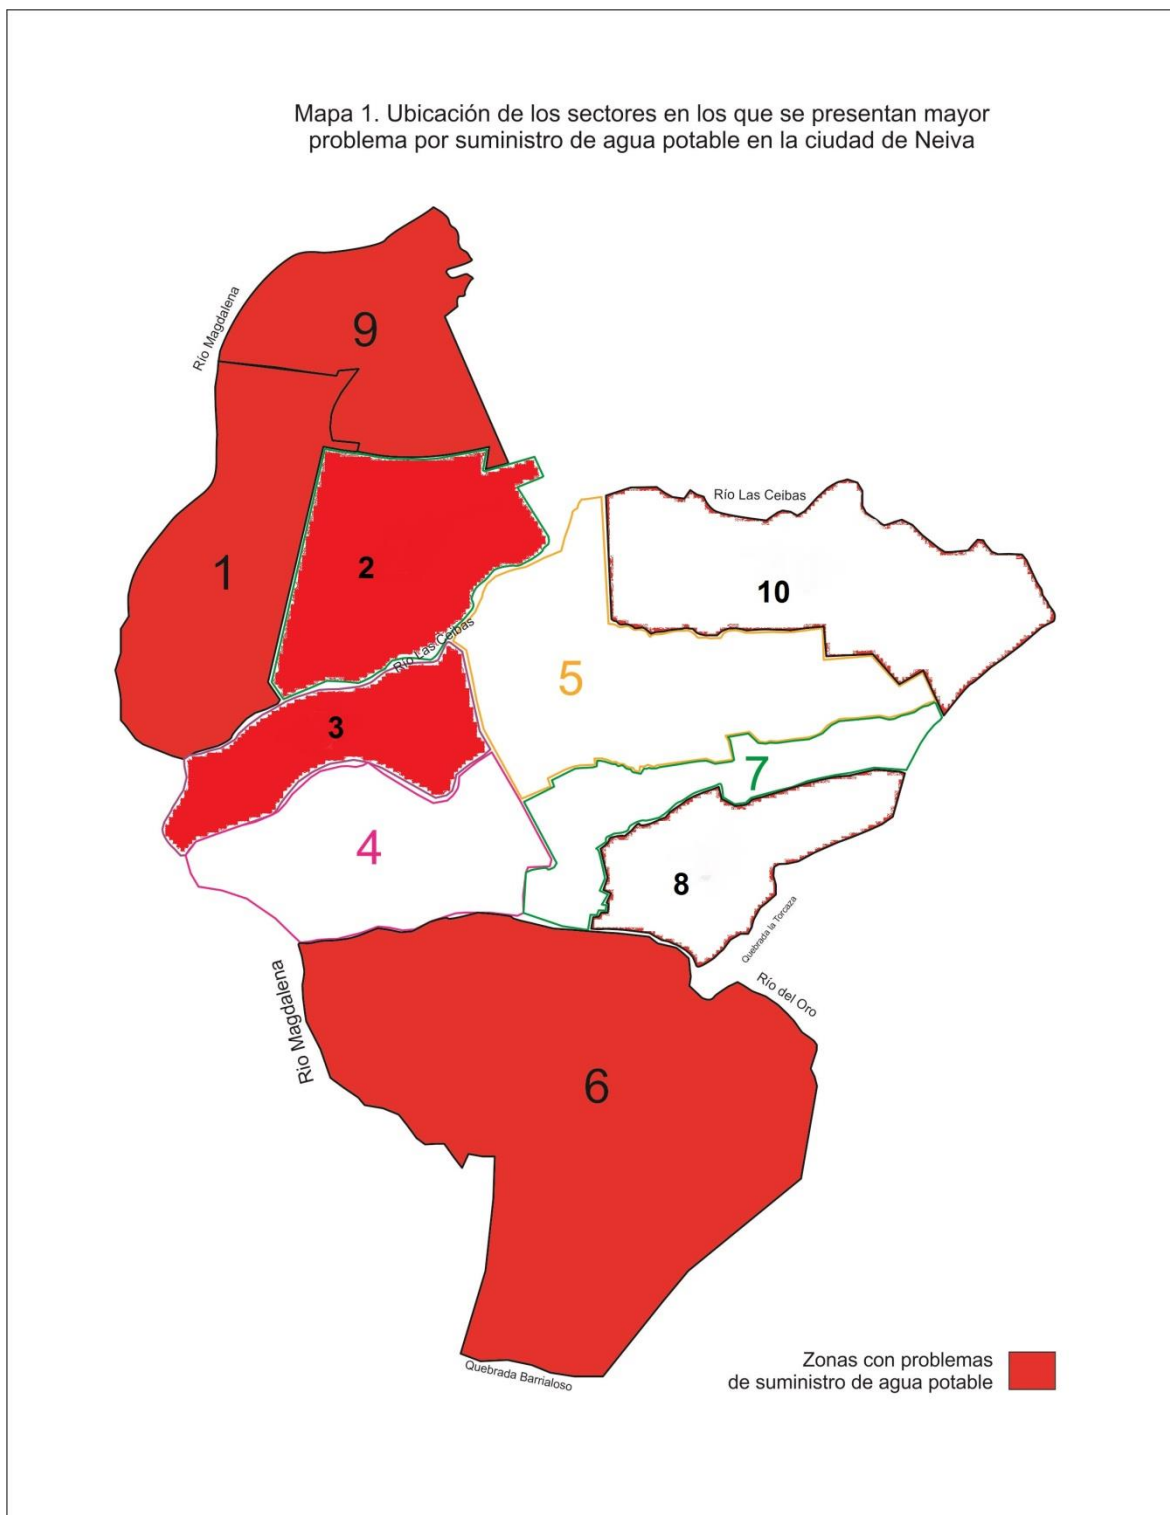 Mapa 1. Ubicación de los sectores en los que se presentan mayor
problema por suministro de agua potable en la ciudad de Neiva
Río Magdalena
9
1
2
Río Las Ceibas
10
Río Las Ceibas
5
3
7
4
8
Quebrada la Torcaza
Río del Oro
Río Magdalena
6
Quebrada Barrialoso
Zonas con problemas
de suministro de agua potable